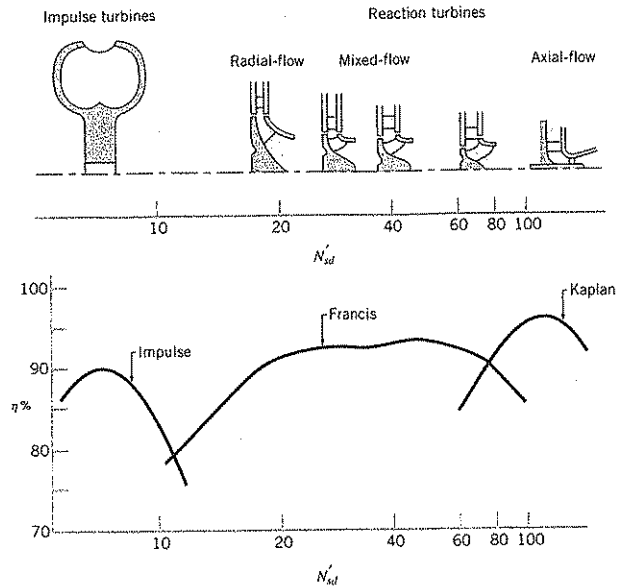 Impulse turbines
Reaction turbines
Radial-flow
Mixed-flow
Axial-flow
10 20 40 60 80 100
N'sd
100
90
η%
80
70
Impulse
Francis
Kaplan
10 20 40 60 80 100
N'sd